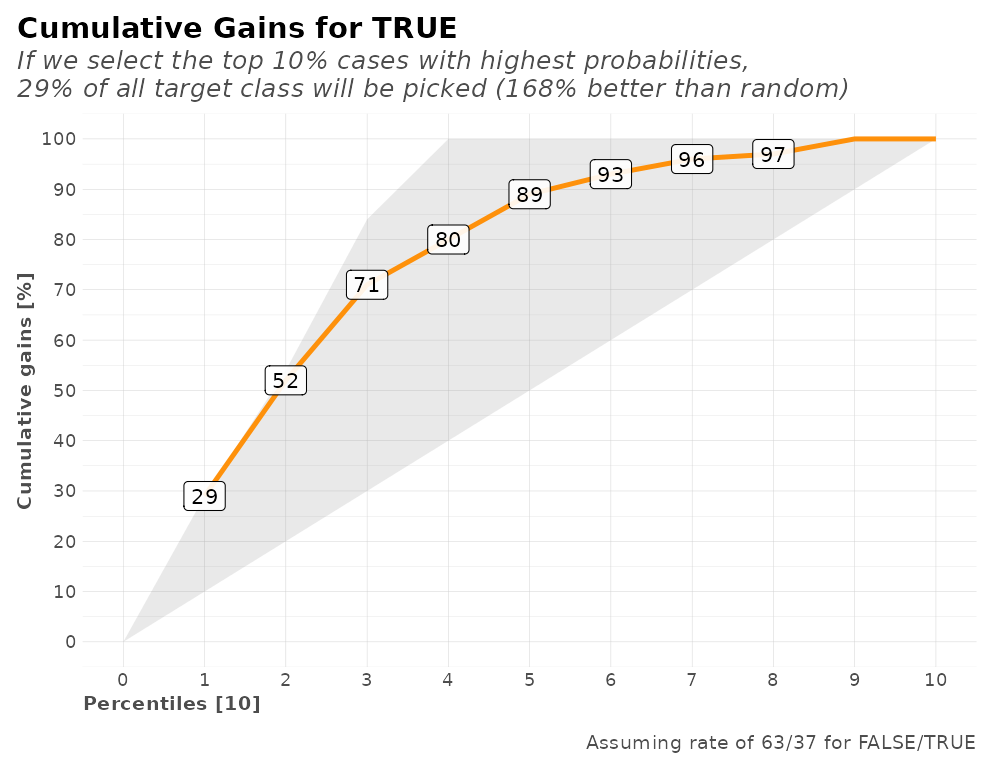 Cumulative Gains for TRUE
If we select the top 10% cases with highest probabilities,
29% of all target class will be picked (168% better than random)
Cumulative gains [%]
100
90
80
70
60
50
40
30
20
10
0
29
52
71
80
89
93
96
97
0 1 2 3 4 5 6 7 8 9 10
Percentiles [10]
Assuming rate of 63/37 for FALSE/TRUE